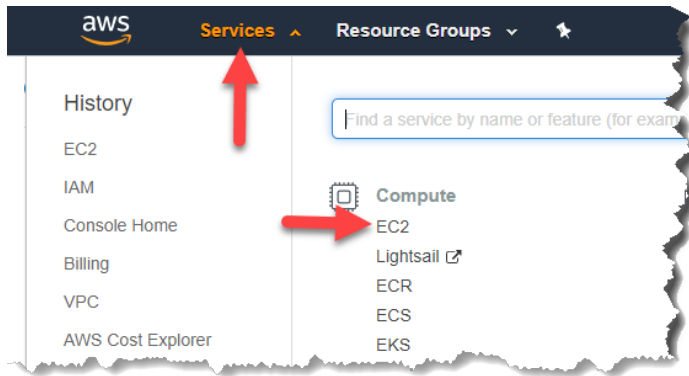 aws
Services
Resource Groups
History
EC2
IAM
Console Home
Billing
VPC
AWS Cost Explorer
Find a service by name or feature (for exam
Compute
EC2
Lightsail
ECR
ECS
EKS